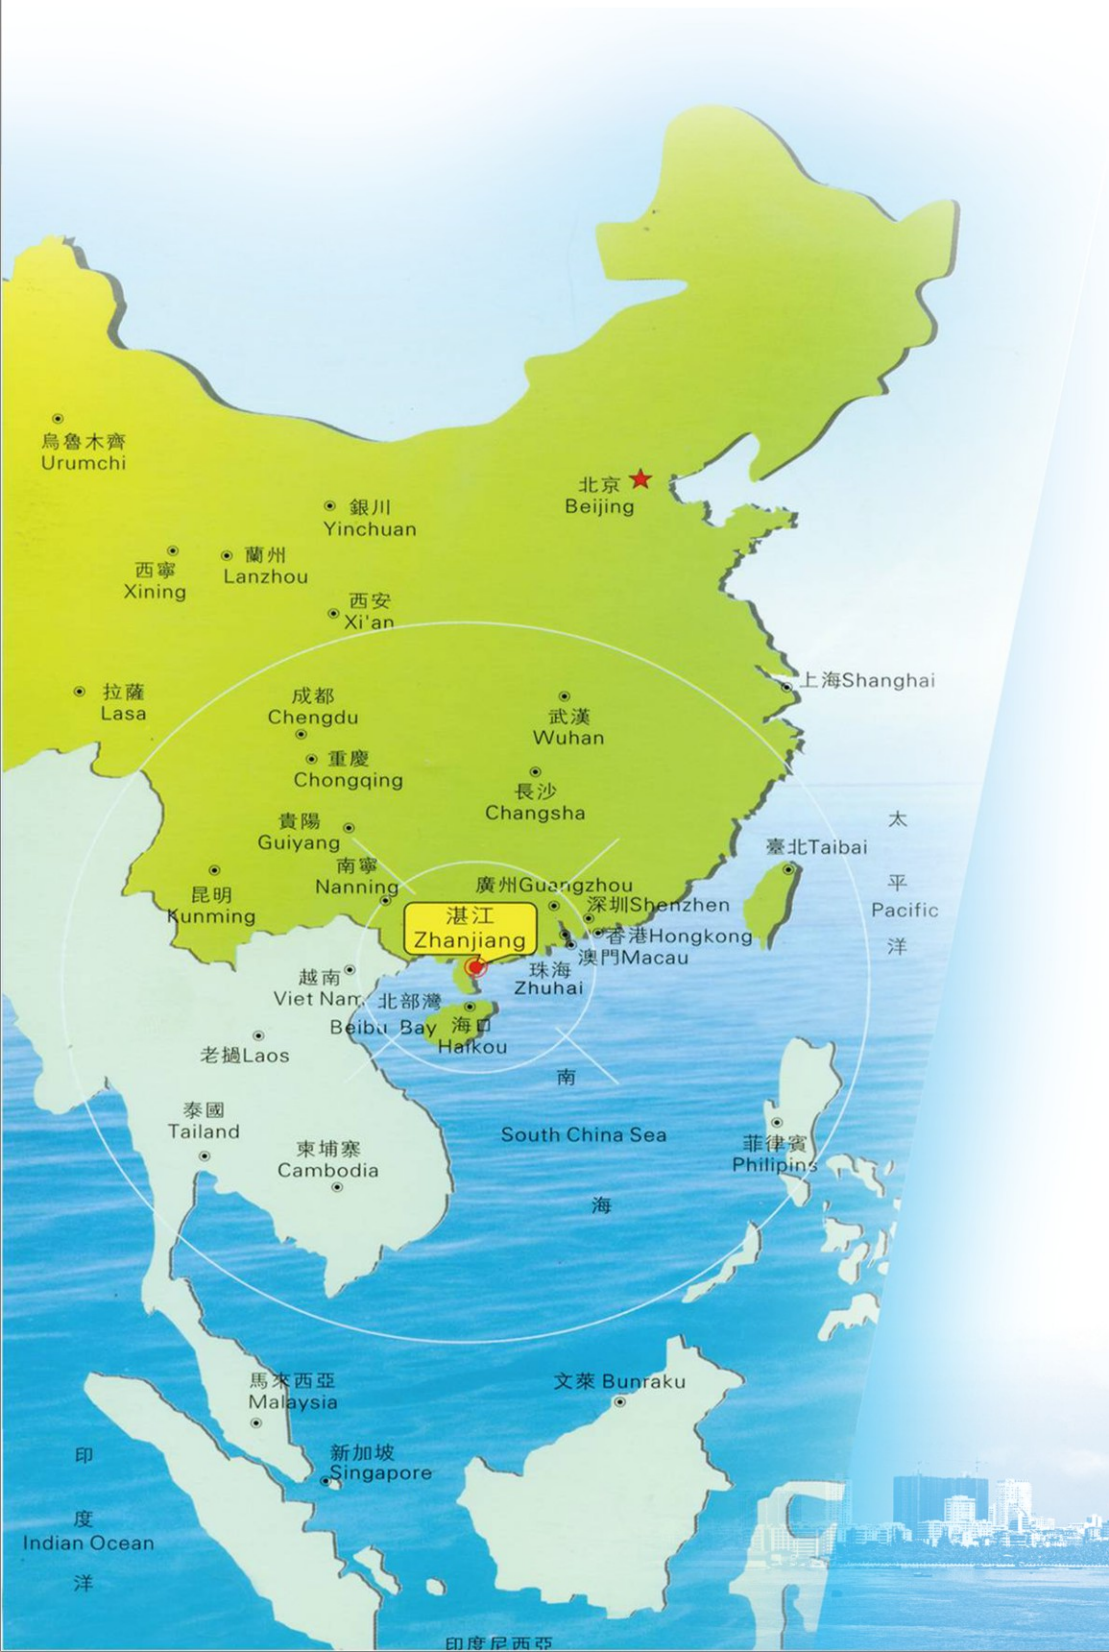 烏魯木齊
Urumchi
北京
Beijing
銀川
Yinchuan
西寧
Xining
蘭州
Lanzhou
西安
Xi'an
拉薩
Lasa
成都
Chengdu
重慶
Chongqing
武漢
Wuhan
上海Shanghai
長沙
Changsha
貴陽
Guiyang
昆明
Kunming
南寧
Nanning
廣州Guangzhou
深圳Shenzhen
香港Hongkong
澳門Macau
珠海
Zhuhai
湛江
Zhanjiang
臺北Taibai
太
平
Pacific
洋
越南
Viet Nam
北部灣
Beibu Bay
海口
Haikou
老撾Laos
南
South China Sea
海
泰國
Tailand
柬埔寨
Cambodia
菲律賓
Philipins
馬來西亞
Malaysia
新加坡
Singapore
文萊 Bunraku
印
度
Indian Ocean
洋
印度尼西亞